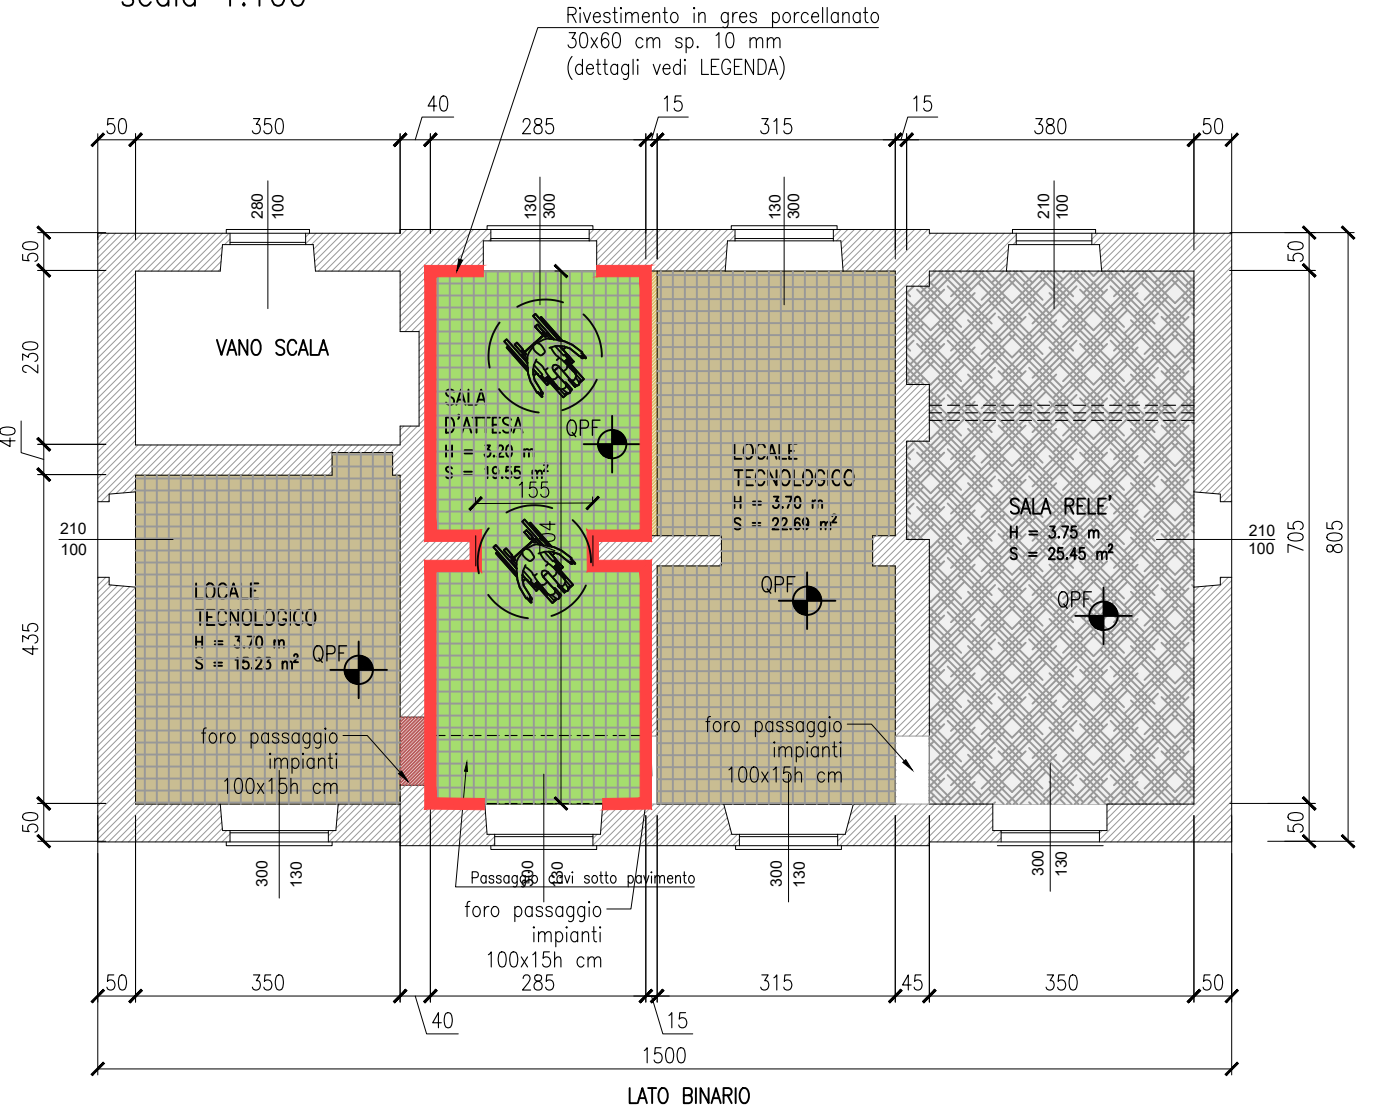 scala 1:100
Rivestimento in gres porcellanato
30x60 cm sp. 10 mm
(dettagli vedi LEGENDA)
50
350
40
285
15
315
15
380
50
280
100
130
300
130
300
210
100
50
230
40
435
50
VANO SCALA
SALA
D'ATTESA
H = 3.20 m
S = 19.55 m²
QPF
155
LOCALE
TECNOLOGICO
H = 3.70 m
S = 22.69 m²
QPF
SALA RELE'
H = 3.75 m
S = 25.45 m²
QPF
210
100
210
100
50
705
805
50
LOCALE
TECNOLOGICO
H = 3.70 m
S = 15.23 m²
QPF
foro passaggio
impianti
100x15h cm
foro passaggio
impianti
100x15h cm
300
130
300
130
300
130
300
130
Passaggio cavi sotto pavimento
foro passaggio
impianti
100x15h cm
50
350
40
285
15
315
45
350
50
1500
LATO BINARIO